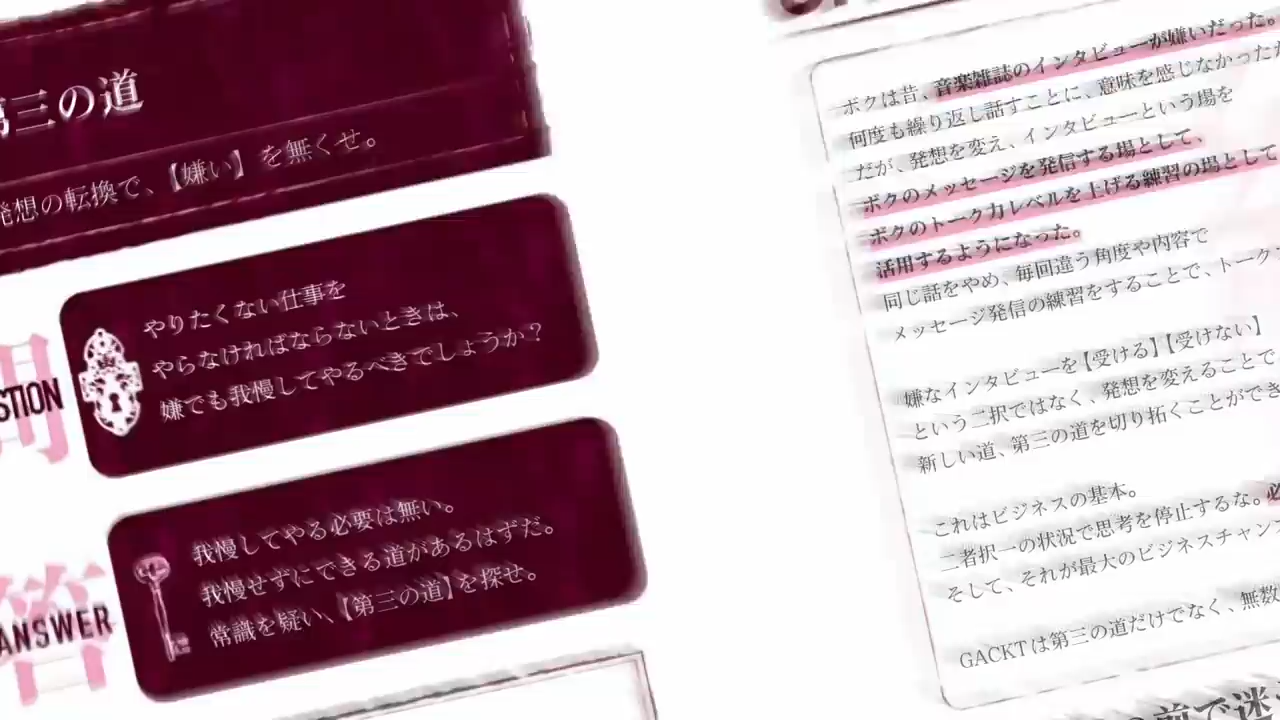 第三の道
発想の転換で、【嫌い】を無くせ。
STION
やりたくない仕事を
やらなければならないときは、
嫌でも我慢してやるべきでしょうか？
答
ANSWER
我慢してやる必要は無い。
我慢せずにできる道があるはずだ。
常識を疑い、【第三の道】を探せ。
ボクは昔、音楽雑誌のインタビューが嫌いだった。
何度も繰り返し話すことに、意味を感じなかった
だが、発想を変え、インタビューという場を
ボクのメッセージを発信する場として、
ボクのトーク力レベルを上げる練習の場として
活用するようになった。
同じ話をやめ、毎回違う角度や内容で
メッセージ発信の練習をすることで、トーク
嫌なインタビューを【受ける】【受けない】
という二択ではなく、発想を変えることで
新しい道、第三の道を切り拓くことができ
これはビジネスの基本。
二者択一の状況で思考を停止するな。必
そして、それが最大のビジネスチャン
GACKTは第三の道だけでなく、無数
の前で迷